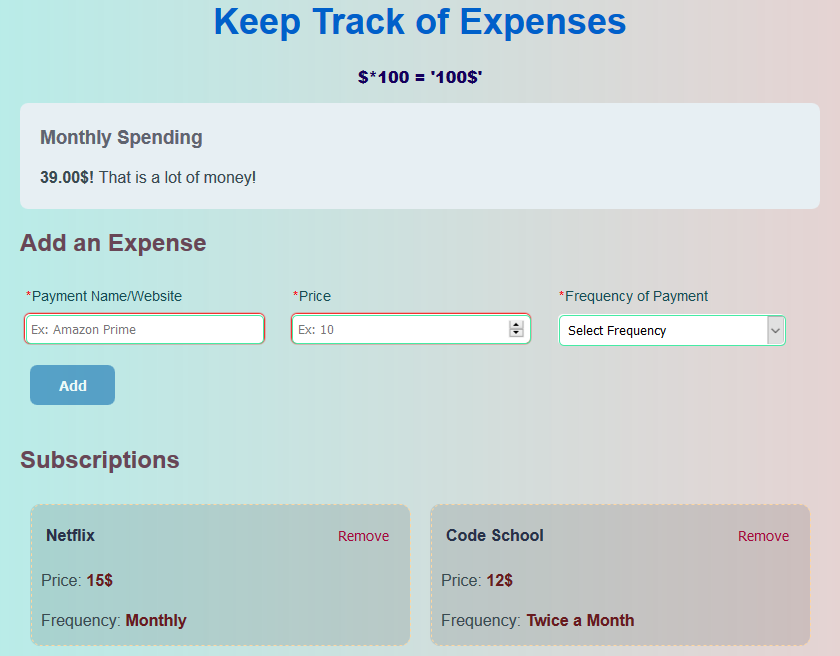 Keep Track of Expenses
$*100 = '100$'
Monthly Spending
39.00$! That is a lot of money!
Add an Expense
*Payment Name/Website *Price *Frequency of Payment
Ex: Amazon Prime Ex: 10 Select Frequency
Add
Subscriptions
Netflix Remove Code School Remove
Price: 15$ Price: 12$
Frequency: Monthly Frequency: Twice a Month